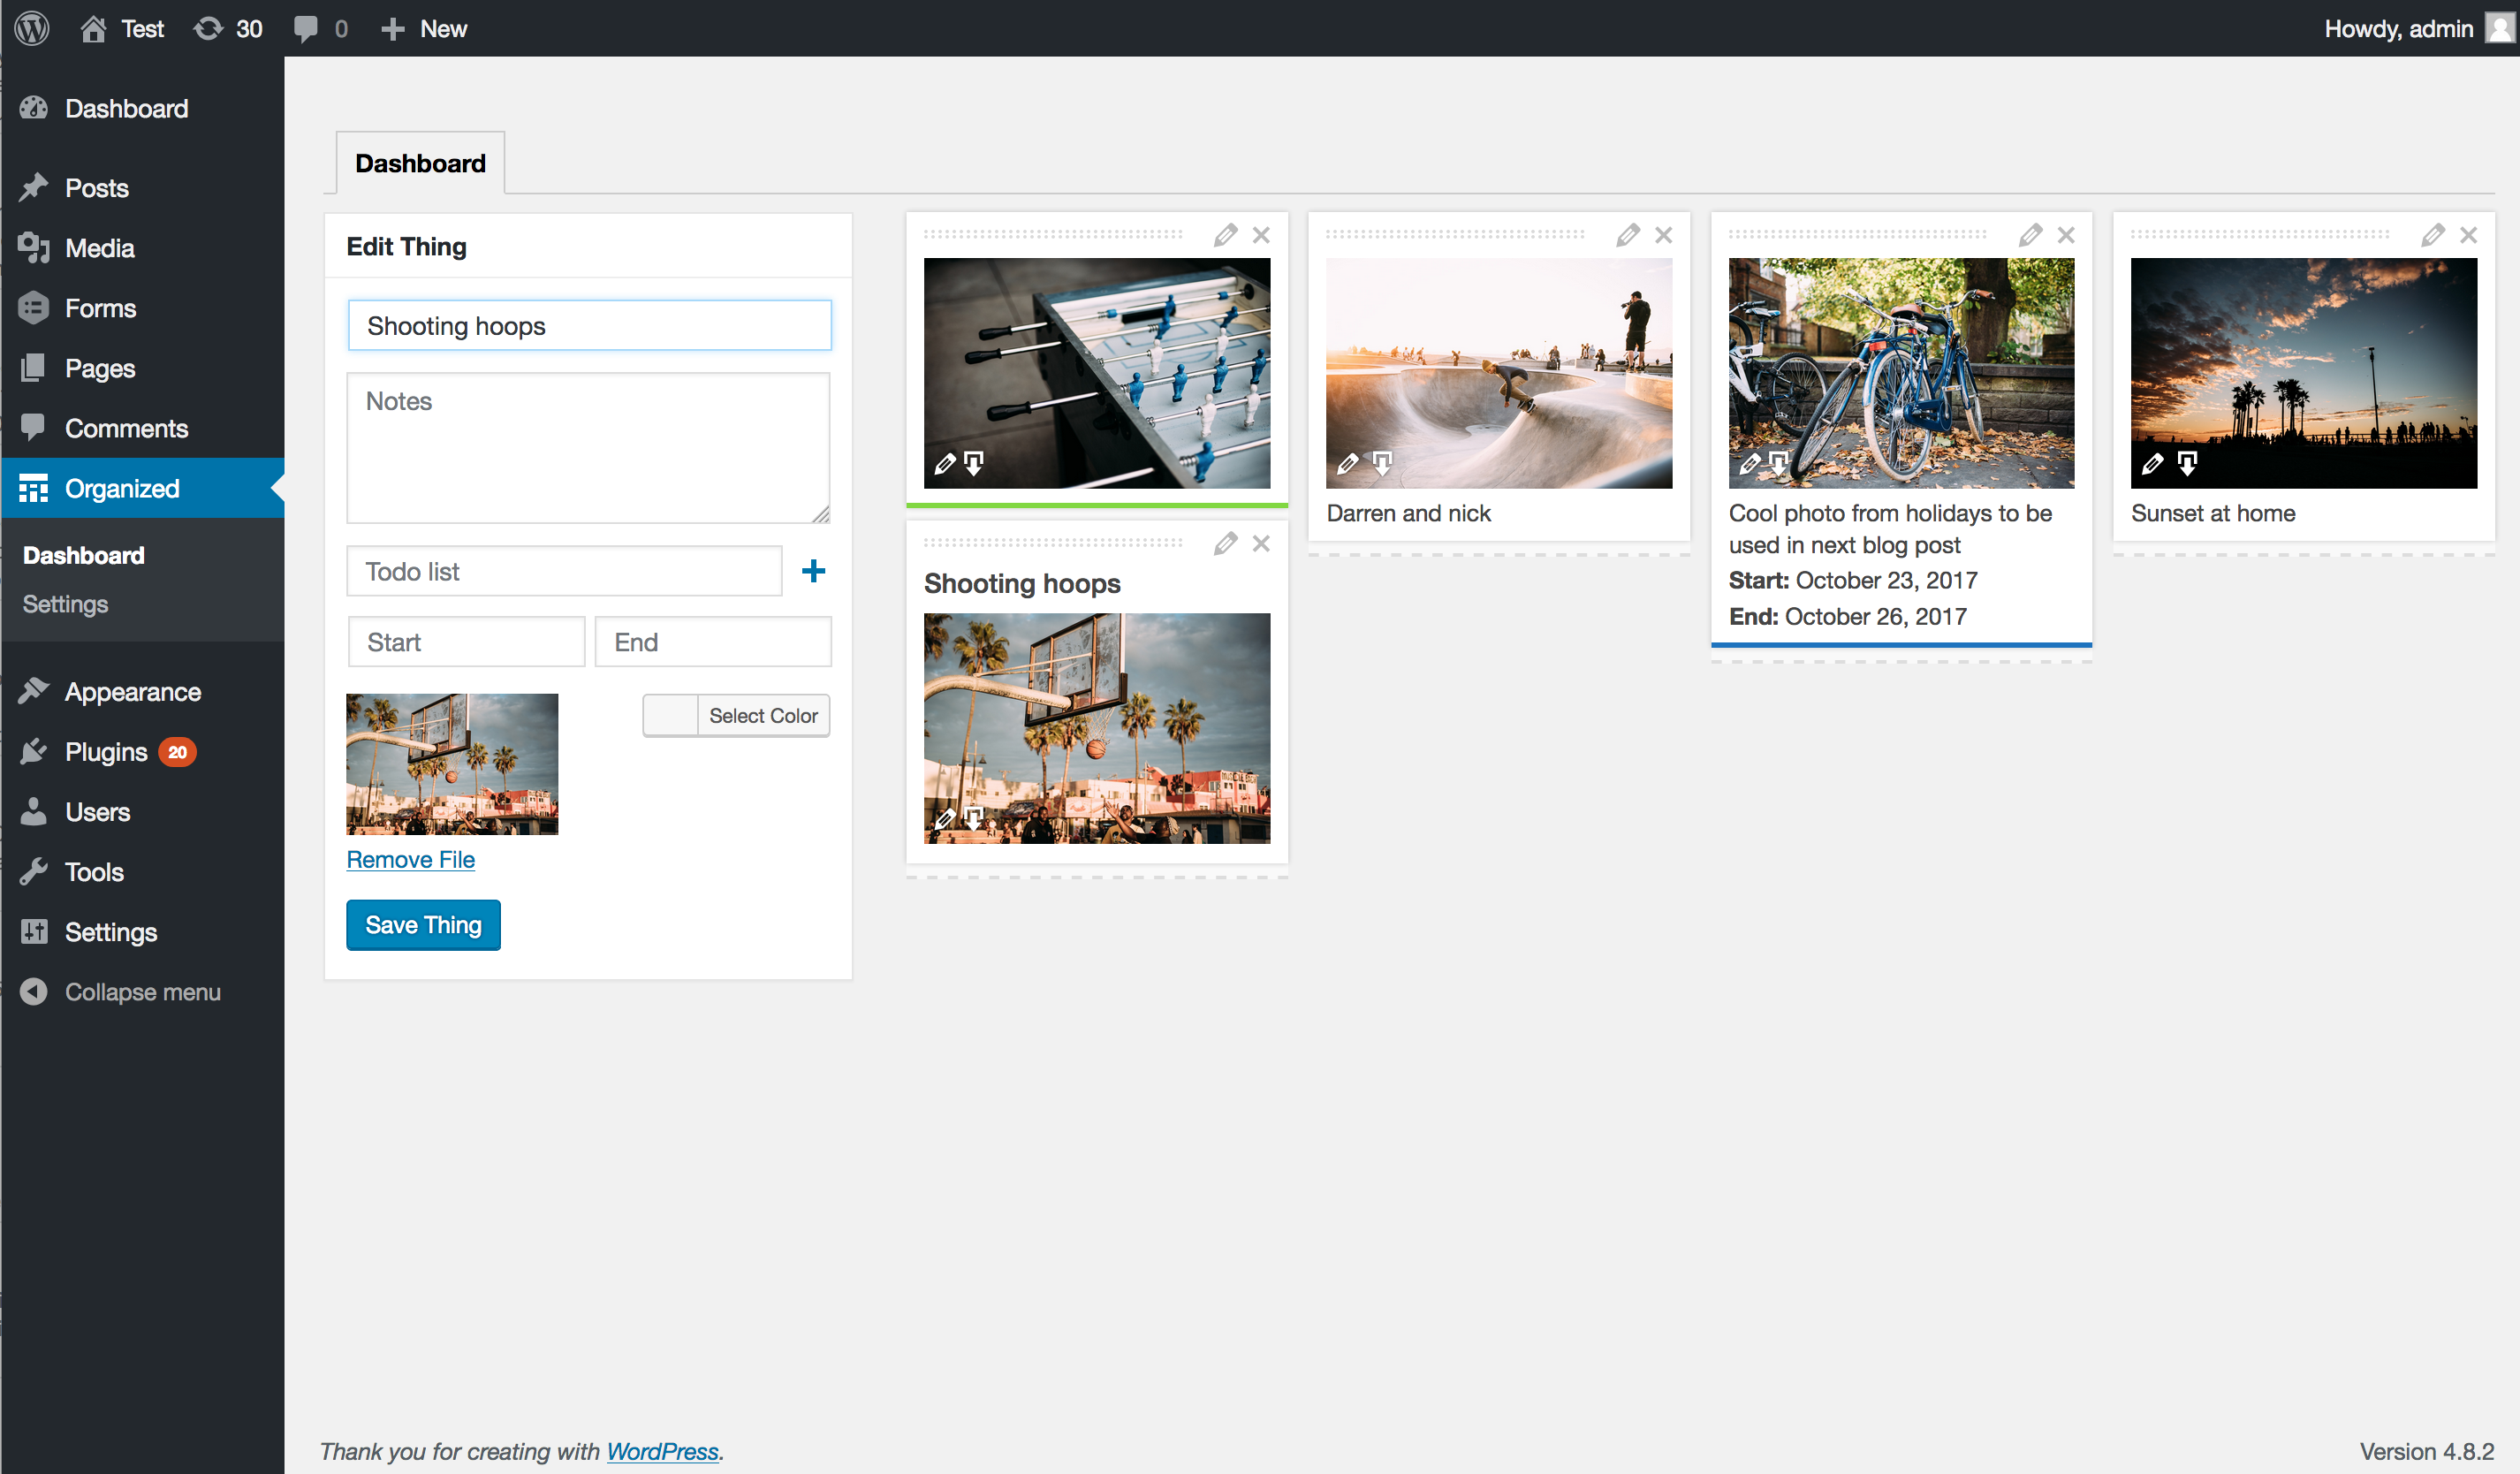 Test 30 0 New Howdy, admin
Dashboard
Posts
Media
Forms
Pages
Comments
Organized
Dashboard
Settings
Appearance
Plugins 20
Users
Tools
Settings
Collapse menu
Dashboard
Edit Thing
Shooting hoops
Notes
Todo list
Start End
Select Color
Remove File
Save Thing
Shooting hoops
Darren and nick
Cool photo from holidays to be
used in next blog post
Start: October 23, 2017
End: October 26, 2017
Sunset at home
Thank you for creating with WordPress.
Version 4.8.2